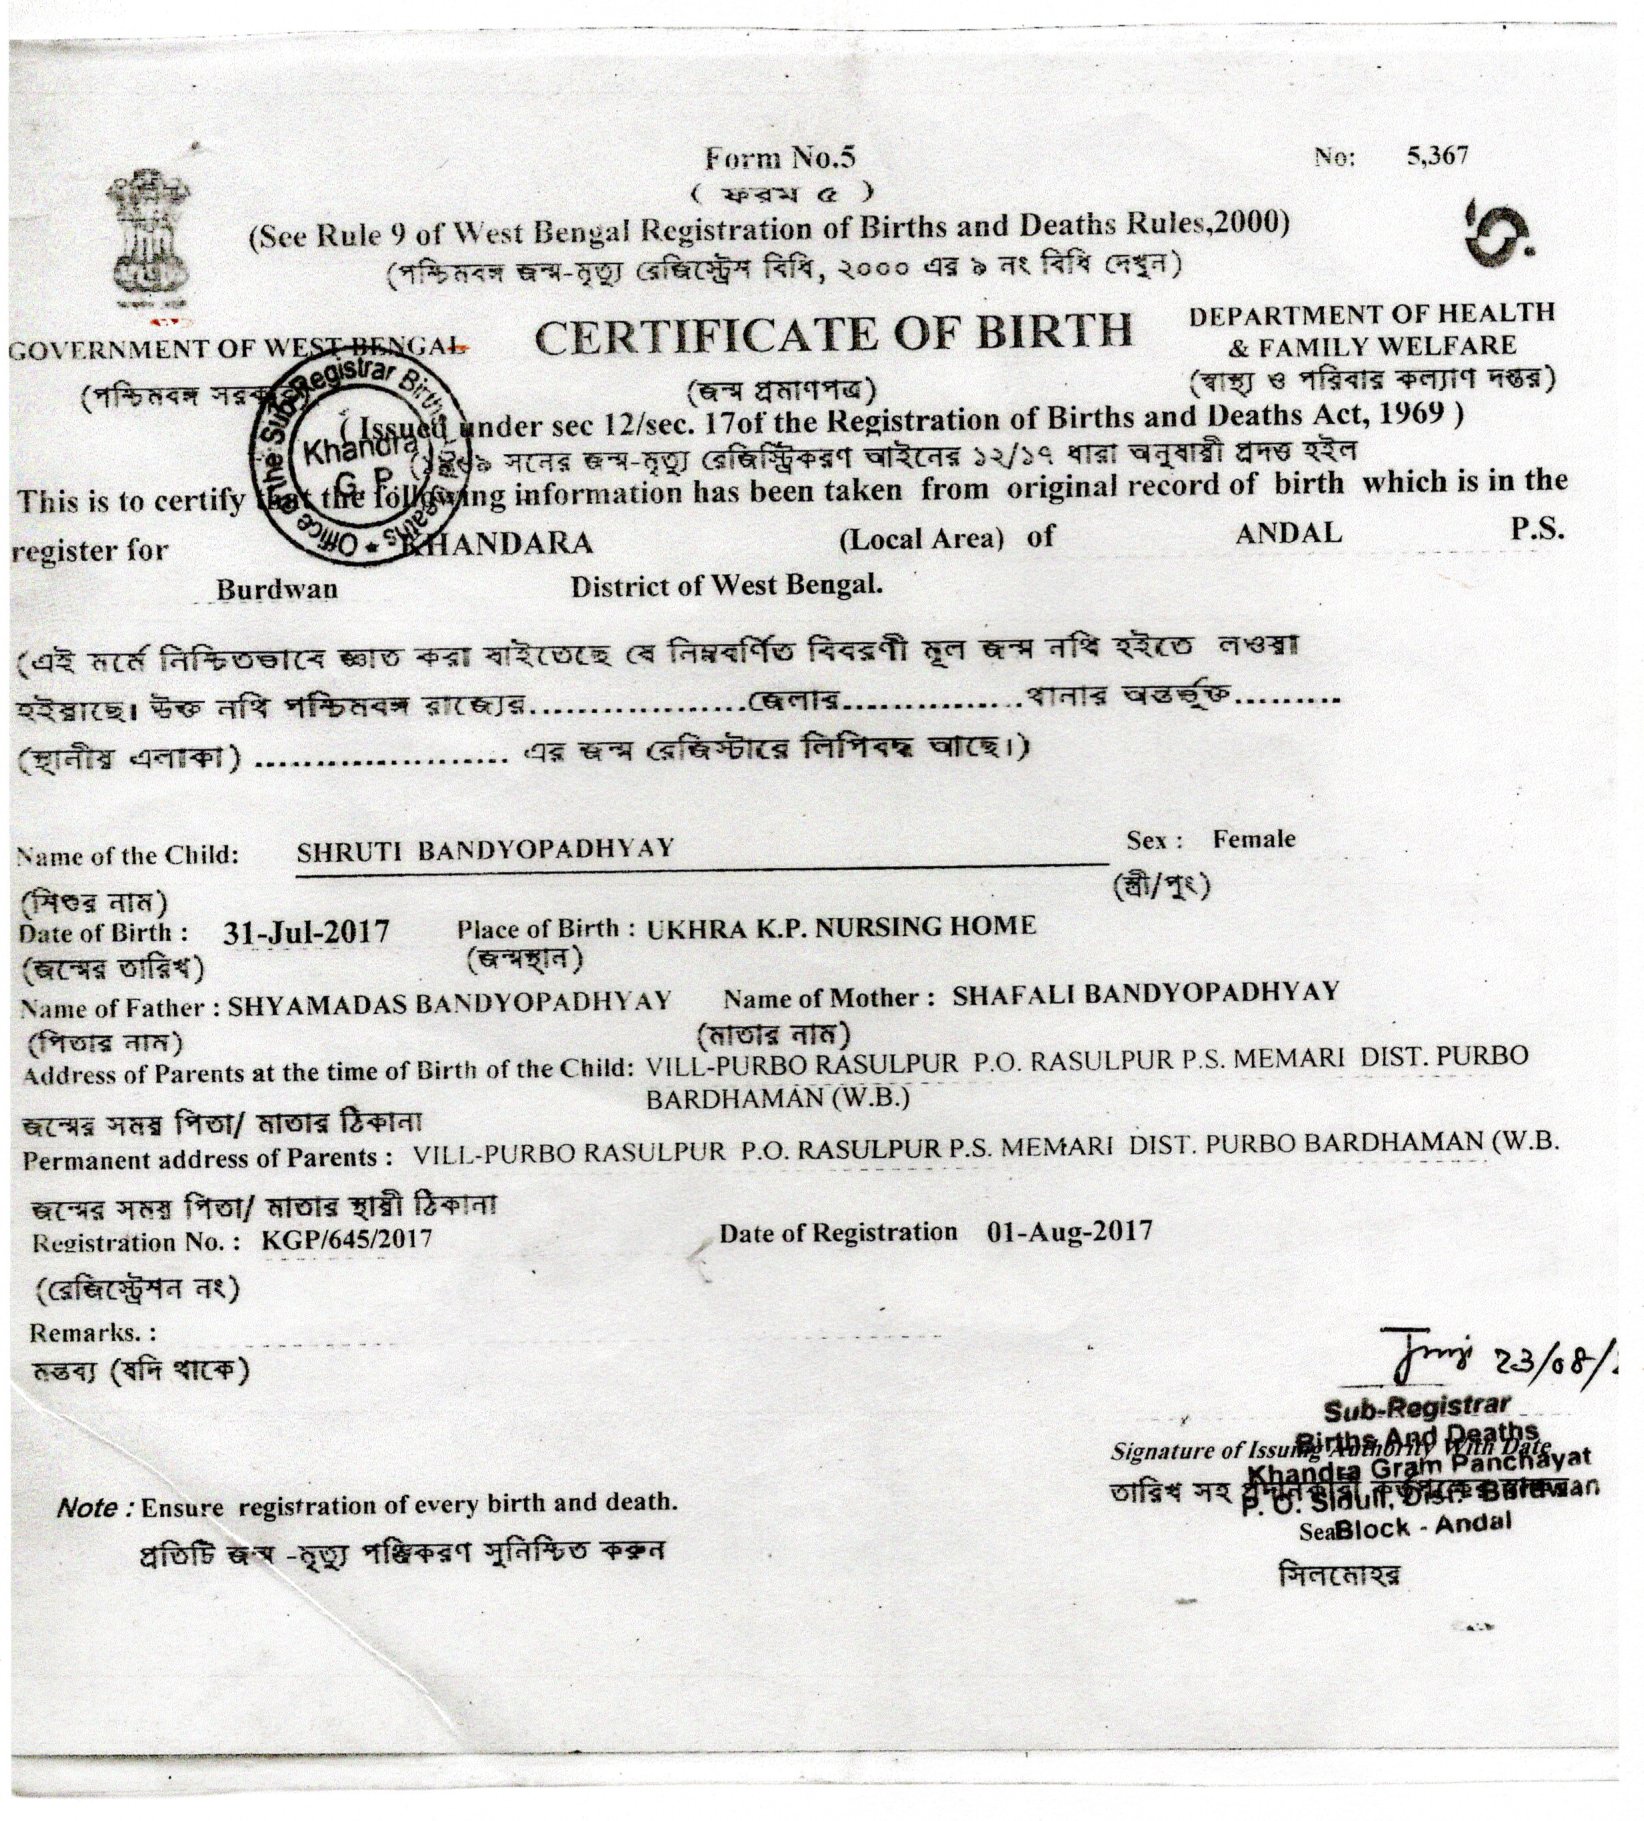 Form No.5
No: 5,367
( ফরম ৫ )
(See Rule 9 of West Bengal Registration of Births and Deaths Rules,2000)
(পশ্চিমবঙ্গ জন্ম-মৃত্যু রেজিস্ট্রেস বিধি, ২০০০ এর ৯ নং বিধি দেখুন)
GOVERNMENT OF WEST BENGAL
CERTIFICATE OF BIRTH
DEPARTMENT OF HEALTH
& FAMILY WELFARE
(পশ্চিমবঙ্গ সরকার)
(জন্ম প্রমাণপত্র)
(স্বাস্থ্য ও পরিবার কল্যাণ দপ্তর)
Office of the Sub-Registrar Births Deaths
Khandra
G P
( Issued under sec 12/sec. 17of the Registration of Births and Deaths Act, 1969 )
সনের জন্ম-মৃত্যু রেজিস্ট্রিকরণ আইনের ১২/১৭ ধারা অনুযায়ী প্রদত্ত হইল
This is to certify that the following information has been taken from original record of birth which is in the
register for KHANDARA (Local Area) of ANDAL P.S.
Burdwan District of West Bengal.
(এই মর্মে নিশ্চিতভাবে জ্ঞাত করা যাইতেছে যে নিম্নবর্ণিত বিবরণী মূল জন্ম নথি হইতে লওয়া
হইয়াছে। উক্ত নথি পশ্চিমবঙ্গ রাজ্যের..................জেলার...............থানার অন্তর্ভূক্ত.........
(স্থানীয় এলাকা) ..................... এর জন্ম রেজিস্টারে লিপিবদ্ধ আছে।)
Name of the Child: SHRUTI BANDYOPADHYAY Sex : Female
(শিশুর নাম) (স্ত্রী/পুং)
Date of Birth : 31-Jul-2017 Place of Birth : UKHRA K.P. NURSING HOME
(জন্মের তারিখ) (জন্মস্থান)
Name of Father : SHYAMADAS BANDYOPADHYAY Name of Mother : SHAFALI BANDYOPADHYAY
(পিতার নাম) (মাতার নাম)
Address of Parents at the time of Birth of the Child: VILL-PURBO RASULPUR P.O. RASULPUR P.S. MEMARI DIST. PURBO
BARDHAMAN (W.B.)
জন্মের সময় পিতা/ মাতার ঠিকানা
Permanent address of Parents : VILL-PURBO RASULPUR P.O. RASULPUR P.S. MEMARI DIST. PURBO BARDHAMAN (W.B.
জন্মের সময় পিতা/ মাতার স্থায়ী ঠিকানা
Registration No. : KGP/645/2017 Date of Registration 01-Aug-2017
(রেজিস্ট্রেশন নং)
Remarks. :
মন্তব্য (যদি থাকে)
23/08/
Sub-Registrar
Births And Deaths
Signature of Issuing Authority With Date
Khandra Gram Panchayat
তারিখ সহ
P. O. Siduli, Dist. Burdwan
Block - Andal
সিলমোহর
Note : Ensure registration of every birth and death.
প্রতিটি জন্ম -মৃত্যু পঞ্জিকরণ সুনিশ্চিত করুন